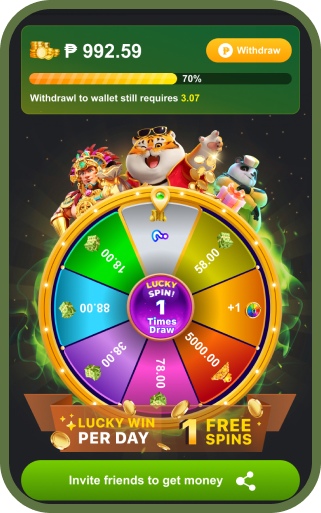 ₱ 992.59
₱ Withdraw
70%
Withdrawl to wallet still requires 3.07
18.00
58.00
88.00
+1
LUCKY
SPIN!
1
Times
Draw
38.00
5000.00
78.00
LUCKY WIN
PER DAY
1 FREE
SPINS
Invite friends to get money